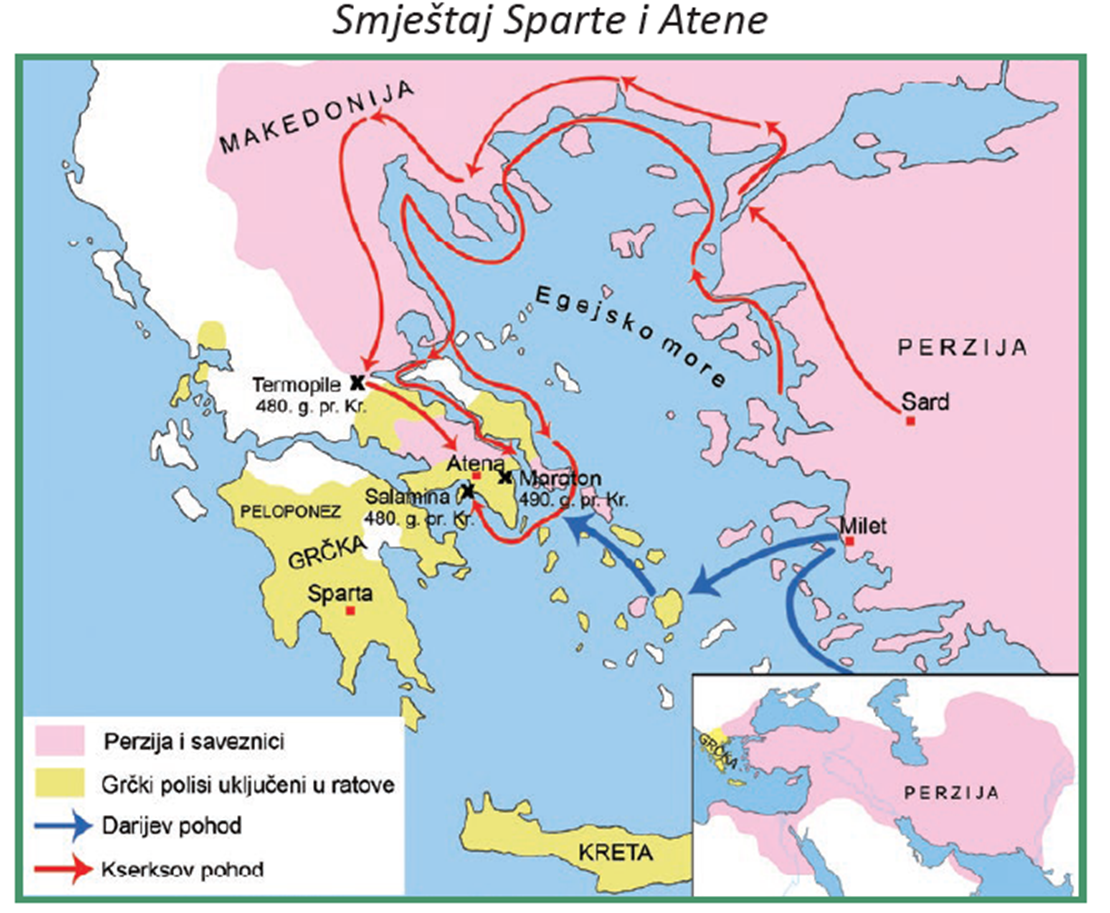 Smještaj Sparte i Atene
MAKEDONIJA
Egejsko more
PERZIJA
Termopile
480. g. pr. Kr.
Sard
Atena
Maraton
490. g. pr. Kr.
Salamina
480. g. pr. Kr.
PELOPONEZ
GRČKA
Milet
Sparta
Perzija i saveznici
Grčki polisi uključeni u ratove
Darijev pohod
Kserksov pohod
KRETA
GRČKA
PERZIJA